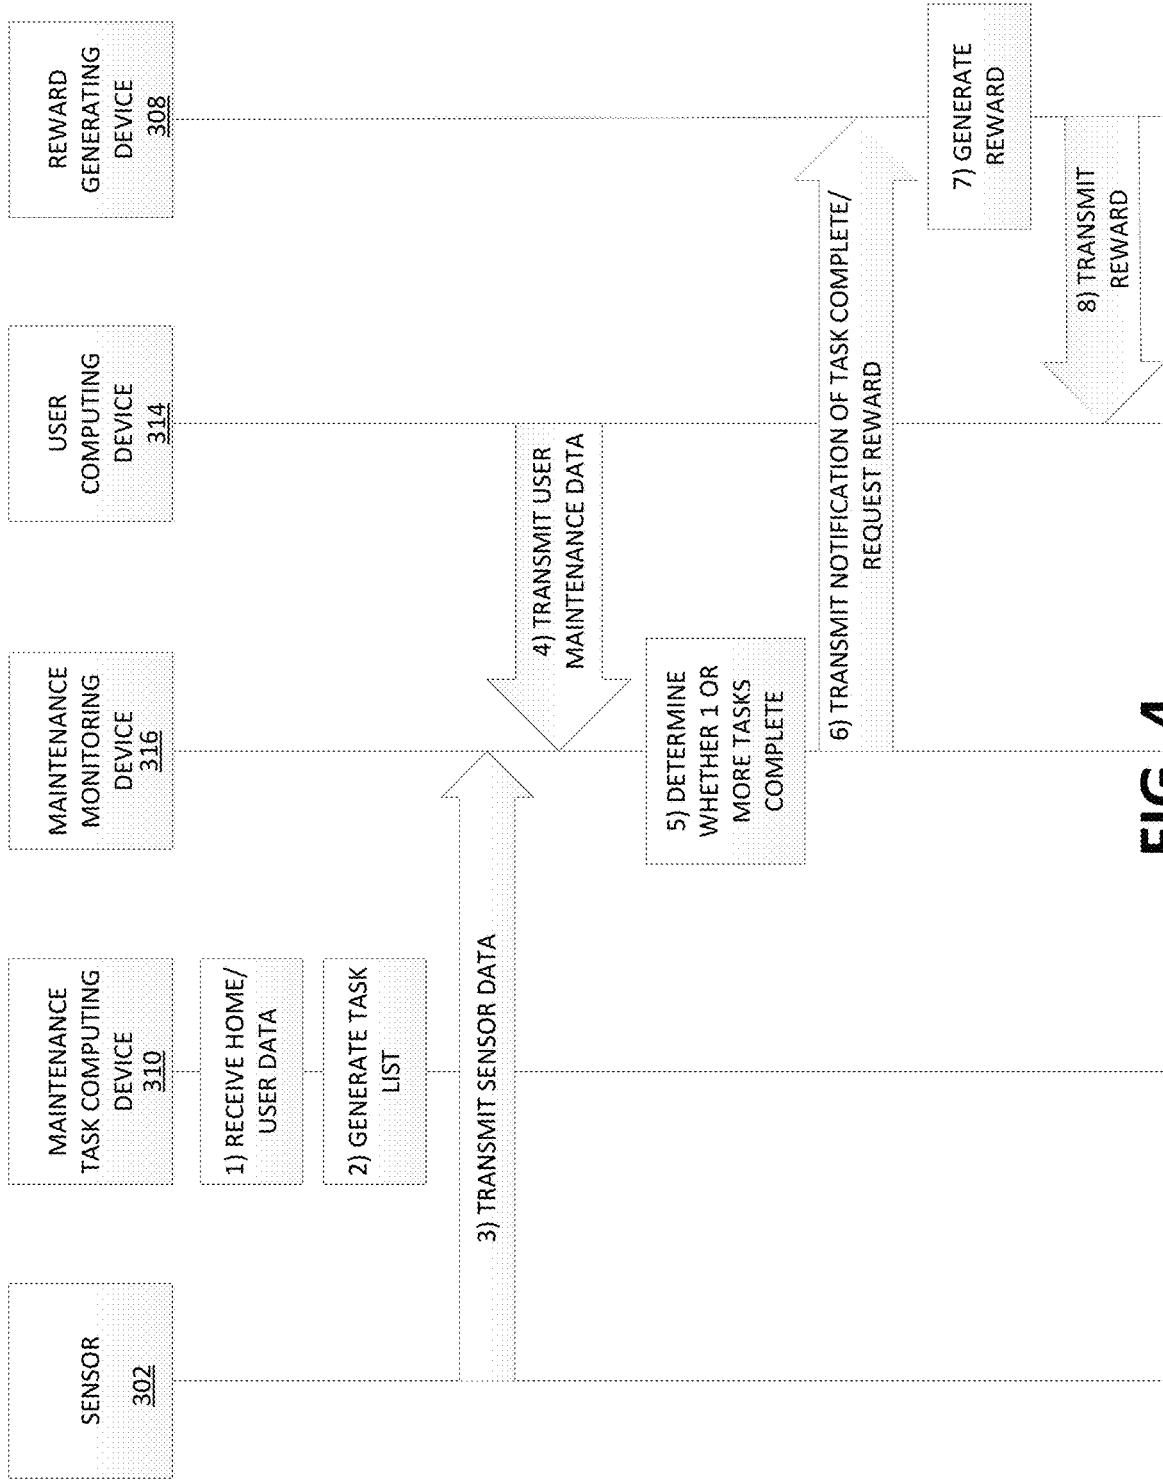 SENSOR
302
MAINTENANCE
TASK COMPUTING
DEVICE
310
MAINTENANCE
MONITORING
DEVICE
316
USER
COMPUTING
DEVICE
314
REWARD
GENERATING
DEVICE
308
1) RECEIVE HOME/
USER DATA
2) GENERATE TASK
LIST
3) TRANSMIT SENSOR DATA
4) TRANSMIT USER
MAINTENANCE DATA
5) DETERMINE
WHETHER 1 OR
MORE TASKS
COMPLETE
6) TRANSMIT NOTIFICATION OF TASK COMPLETE/
REQUEST REWARD
7) GENERATE
REWARD
8) TRANSMIT
REWARD
FIG. 4